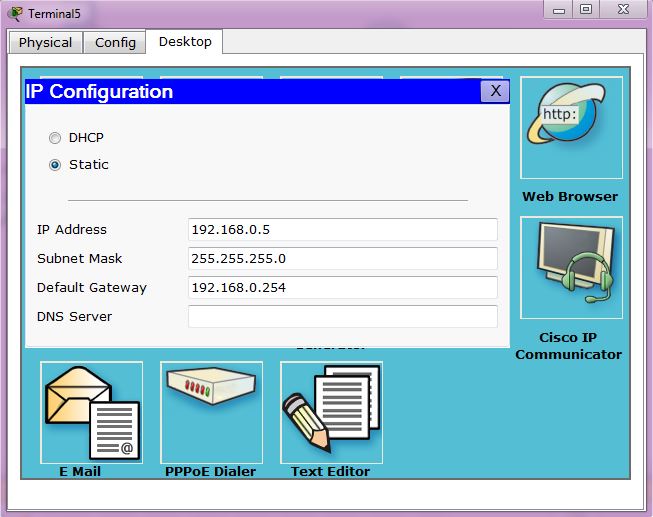 Terminal5
Physical
Config
Desktop
IP Configuration
X
DHCP
Static
IP Address
192.168.0.5
Subnet Mask
255.255.255.0
Default Gateway
192.168.0.254
DNS Server
http:
Web Browser
Cisco IP
Communicator
@
E Mail
PPPoE Dialer
Text Editor